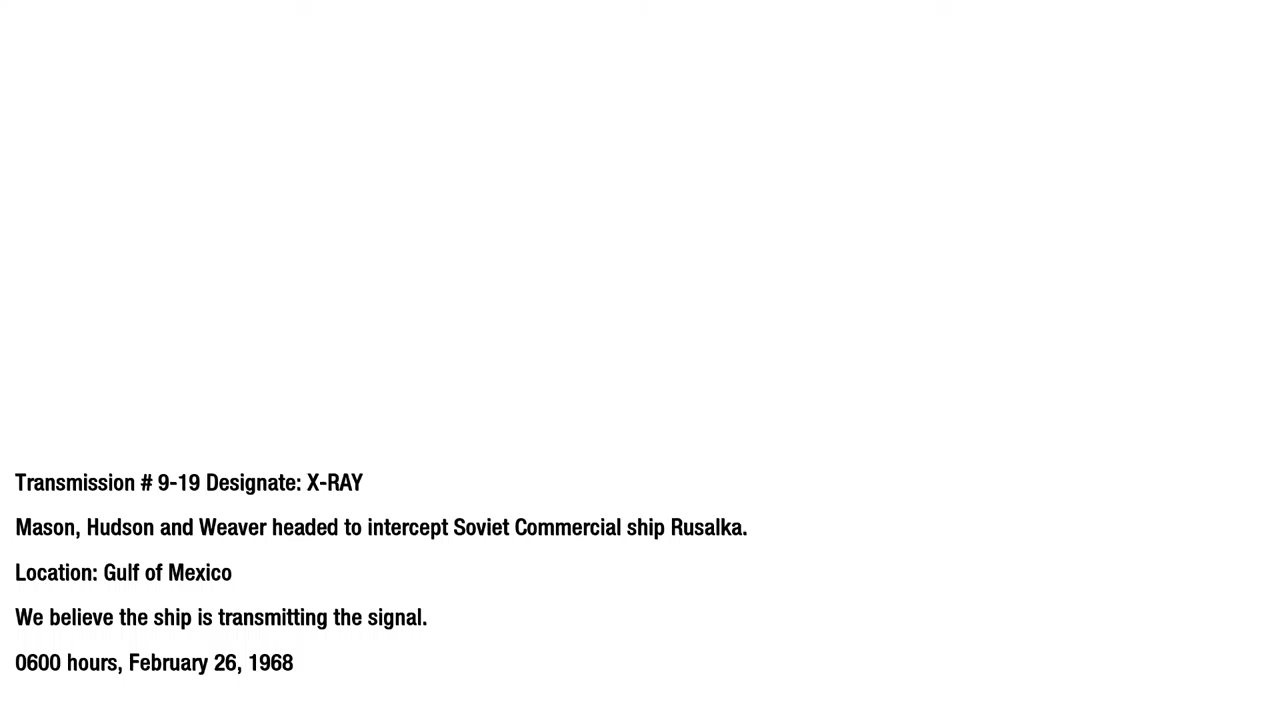 Transmission # 9-19 Designate: X-RAY
Mason, Hudson and Weaver headed to intercept Soviet Commercial ship Rusalka.
Location: Gulf of Mexico
We believe the ship is transmitting the signal.
0600 hours, February 26, 1968